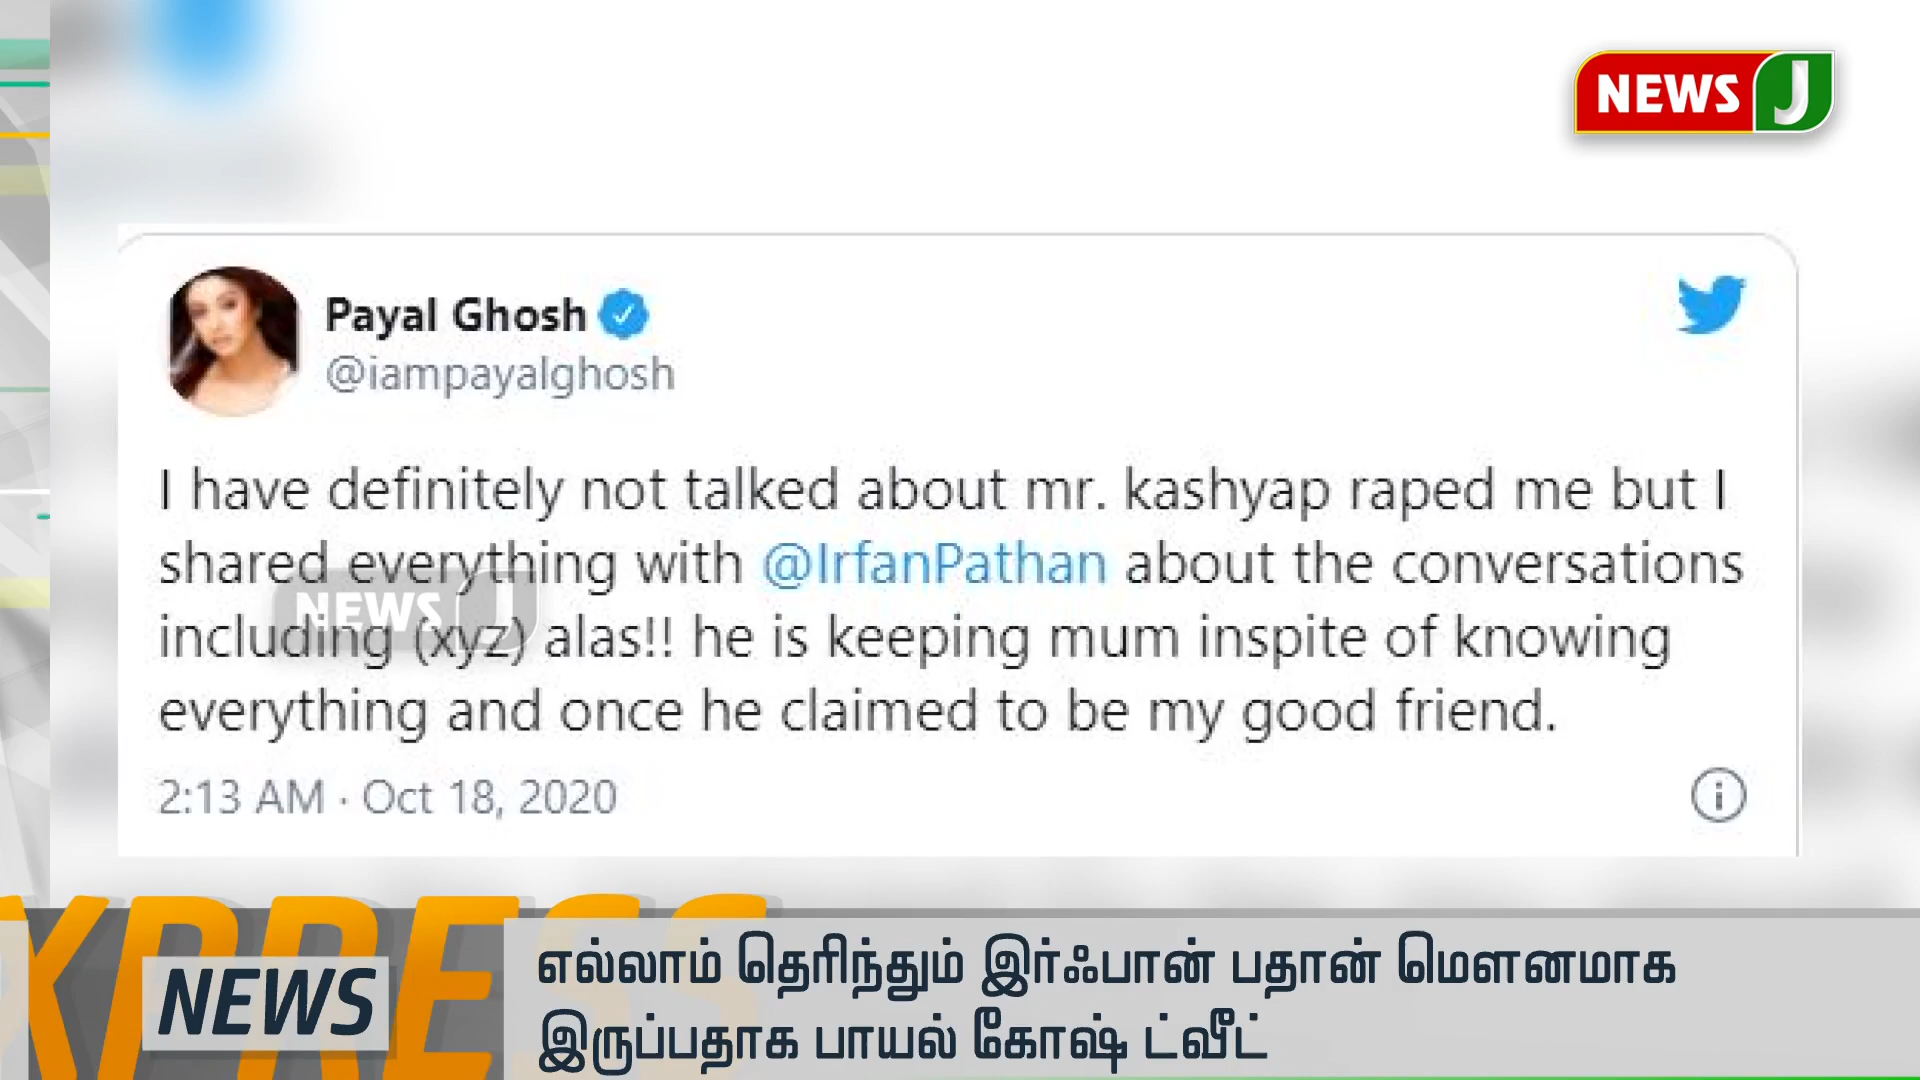 NEWS J
Payal Ghosh
@iampayalghosh
I have definitely not talked about mr. kashyap raped me but I
shared everything with @IrfanPathan about the conversations
including (xyz) alas!! he is keeping mum inspite of knowing
everything and once he claimed to be my good friend.
NEWS J
2:13 AM · Oct 18, 2020
XPRESS
NEWS
எல்லாம் தெரிந்தும் இர்ஃபான் பதான் மௌனமாக
இருப்பதாக பாயல் கோஷ் ட்வீட்